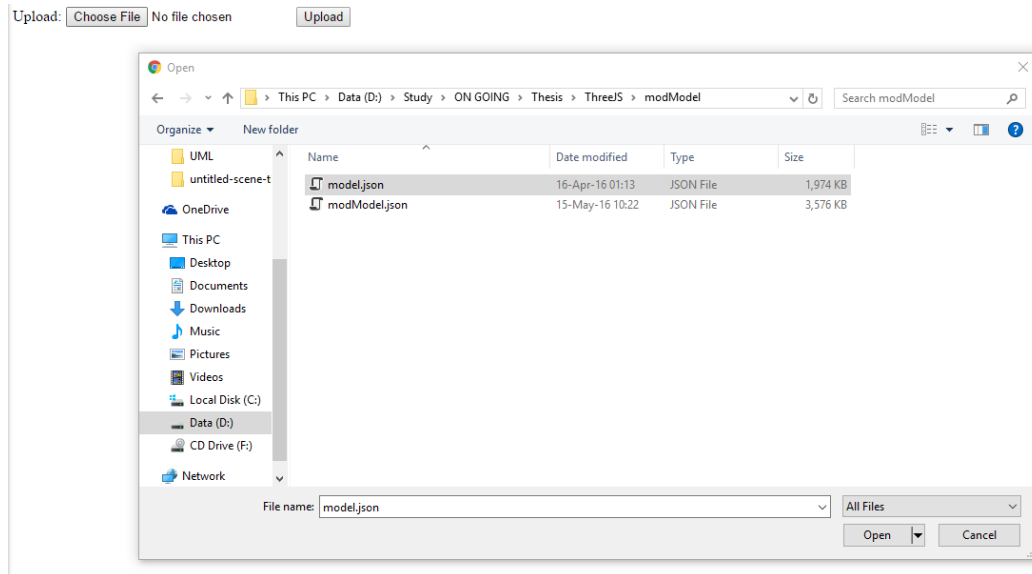 Upload: Choose File No file chosen Upload
Open
This PC > Data (D:) > Study > ON GOING > Thesis > ThreeJS > modModel
Search modModel
Organize New folder
?
UML
untitled-scene-t
OneDrive
This PC
Desktop
Documents
Downloads
Music
Pictures
Videos
Local Disk (C:)
Data (D:)
CD Drive (F:)
Network
Name Date modified Type Size
model.json 16-Apr-16 01:13 JSON File 1,974 KB
modModel.json 15-May-16 10:22 JSON File 3,576 KB
File name: model.json All Files
Open Cancel